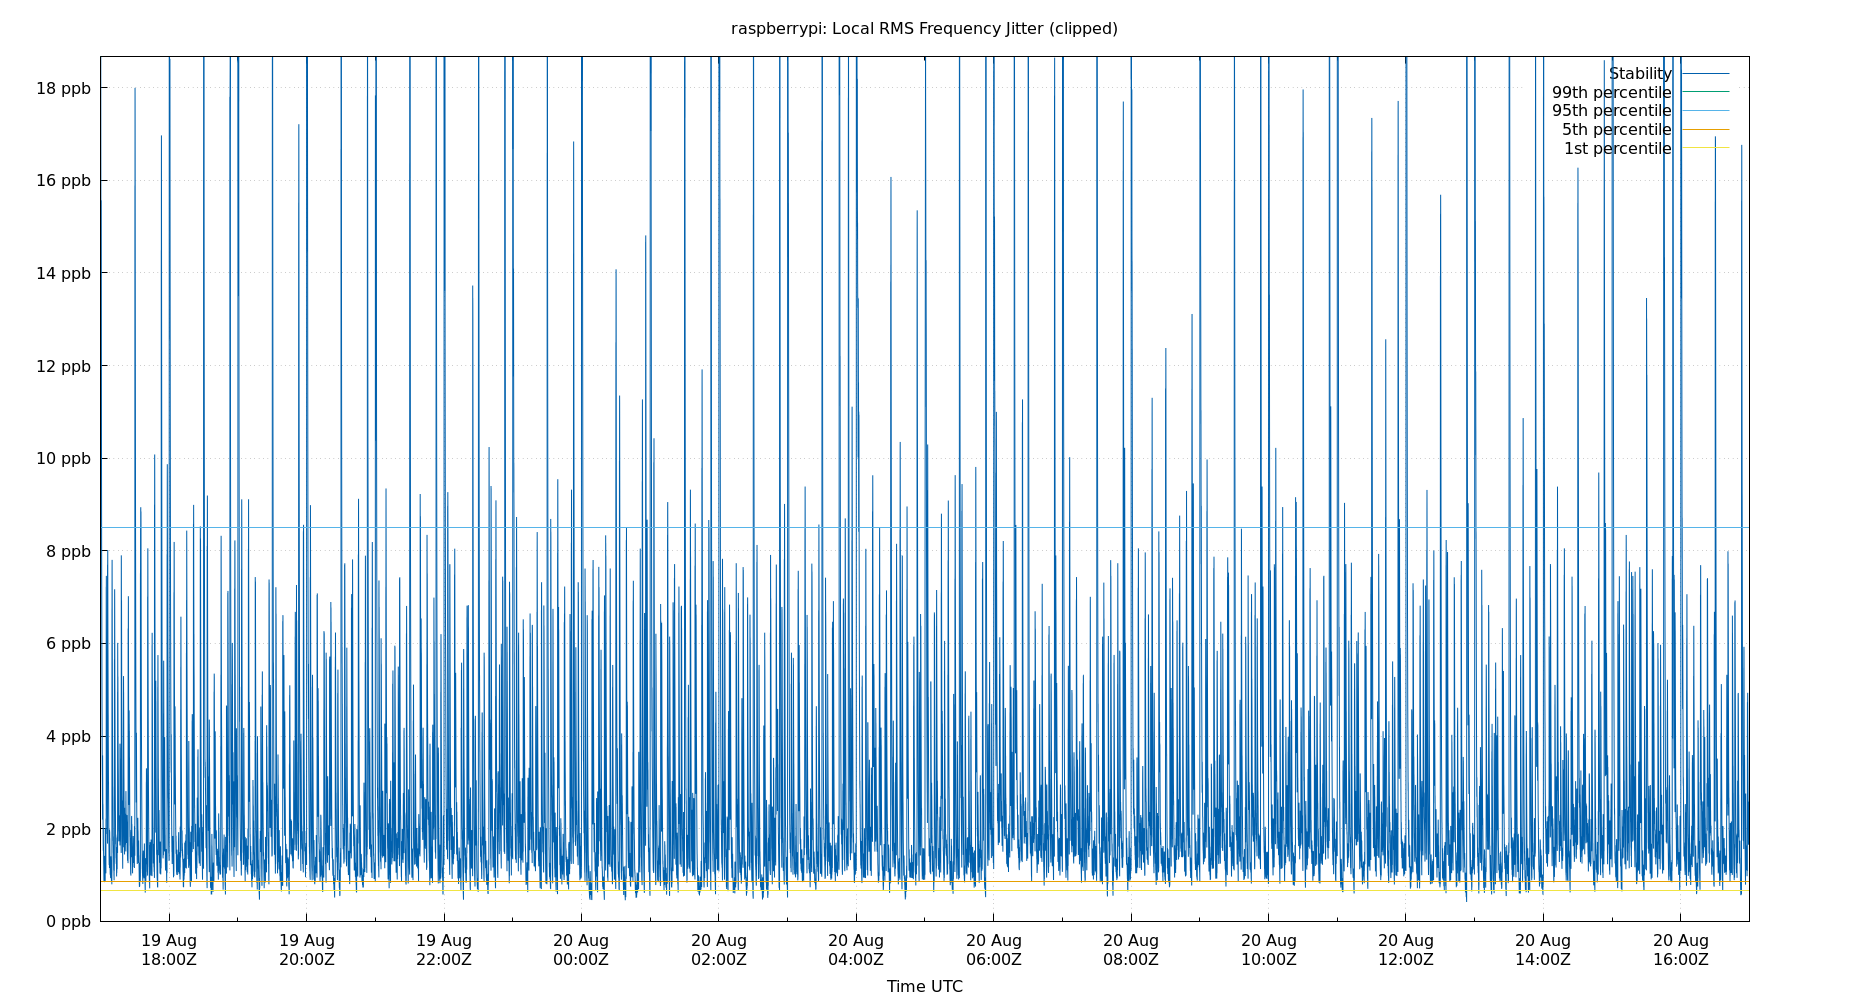 raspberrypi: Local RMS Frequency Jitter (clipped)
18 ppb
16 ppb
14 ppb
12 ppb
10 ppb
8 ppb
6 ppb
4 ppb
2 ppb
0 ppb
Stability
99th percentile
95th percentile
5th percentile
1st percentile
19 Aug
18:00Z
19 Aug
20:00Z
19 Aug
22:00Z
20 Aug
00:00Z
20 Aug
02:00Z
20 Aug
04:00Z
20 Aug
06:00Z
20 Aug
08:00Z
20 Aug
10:00Z
20 Aug
12:00Z
20 Aug
14:00Z
20 Aug
16:00Z
Time UTC